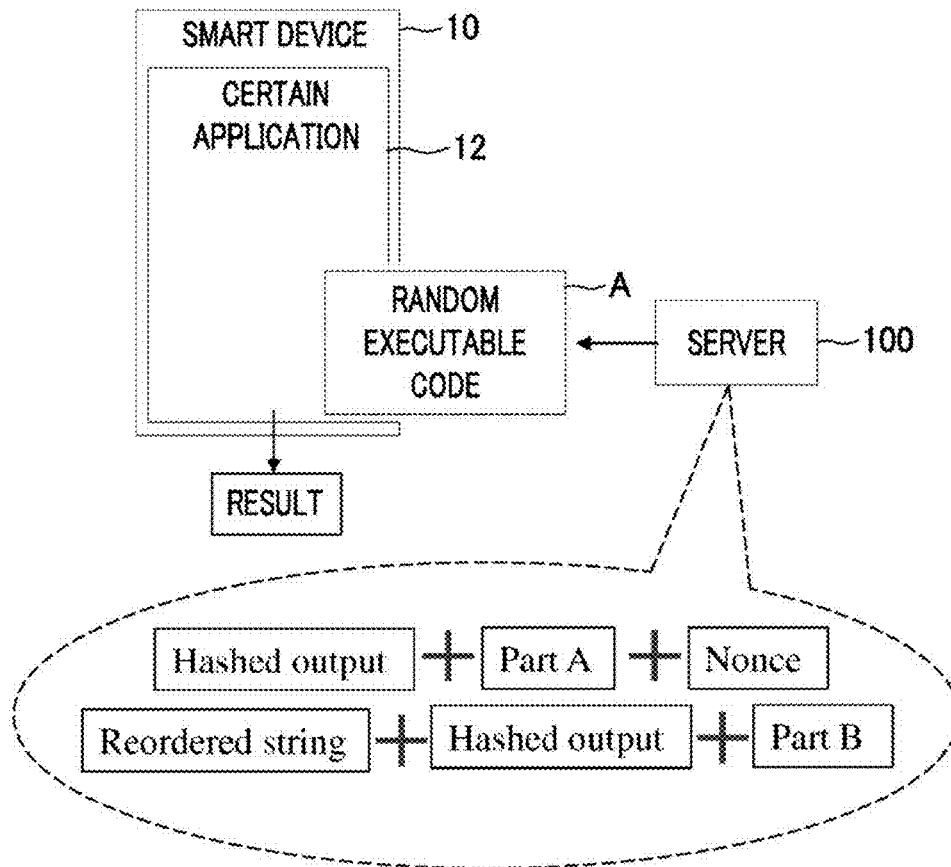 SMART DEVICE
10
CERTAIN
APPLICATION
12
RANDOM
EXECUTABLE
CODE
A
SERVER
100
RESULT
Hashed output + Part A + Nonce
Reordered string + Hashed output + Part B